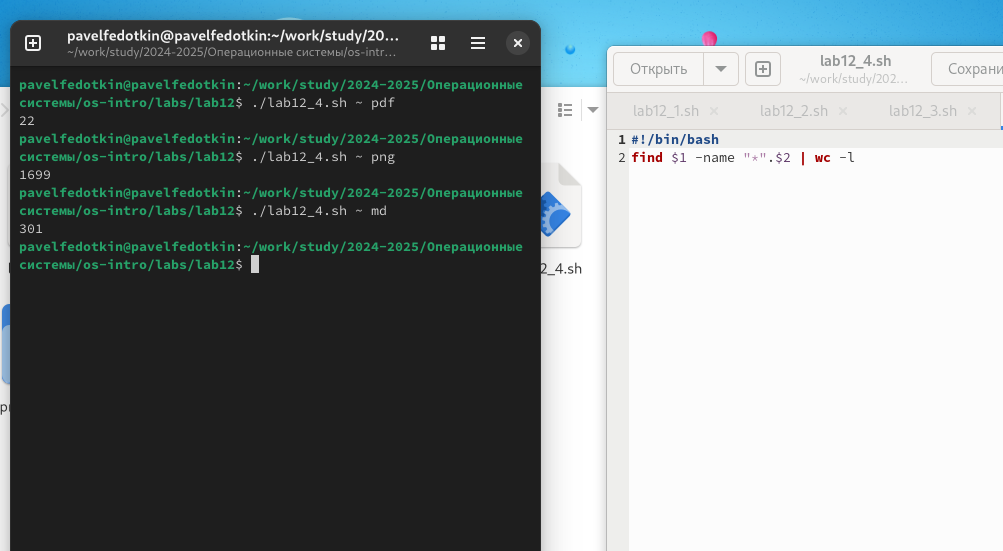 pavelfedotkin@pavelfedotkin:~/work/study/20...
~/work/study/2024-2025/Операционные системы/os-intr...
pavelfedotkin@pavelfedotkin:~/work/study/2024-2025/Операционные
системы/os-intro/labs/lab12$ ./lab12_4.sh ~ pdf
22
pavelfedotkin@pavelfedotkin:~/work/study/2024-2025/Операционные
системы/os-intro/labs/lab12$ ./lab12_4.sh ~ png
1699
pavelfedotkin@pavelfedotkin:~/work/study/2024-2025/Операционные
системы/os-intro/labs/lab12$ ./lab12_4.sh ~ md
301
pavelfedotkin@pavelfedotkin:~/work/study/2024-2025/Операционные
системы/os-intro/labs/lab12$
2_4.sh
Открыть
lab12_4.sh
~/work/study/202...
Сохрани
lab12_1.sh
lab12_2.sh
lab12_3.sh
1 #!/bin/bash
2 find $1 -name "*".$2 | wc -l